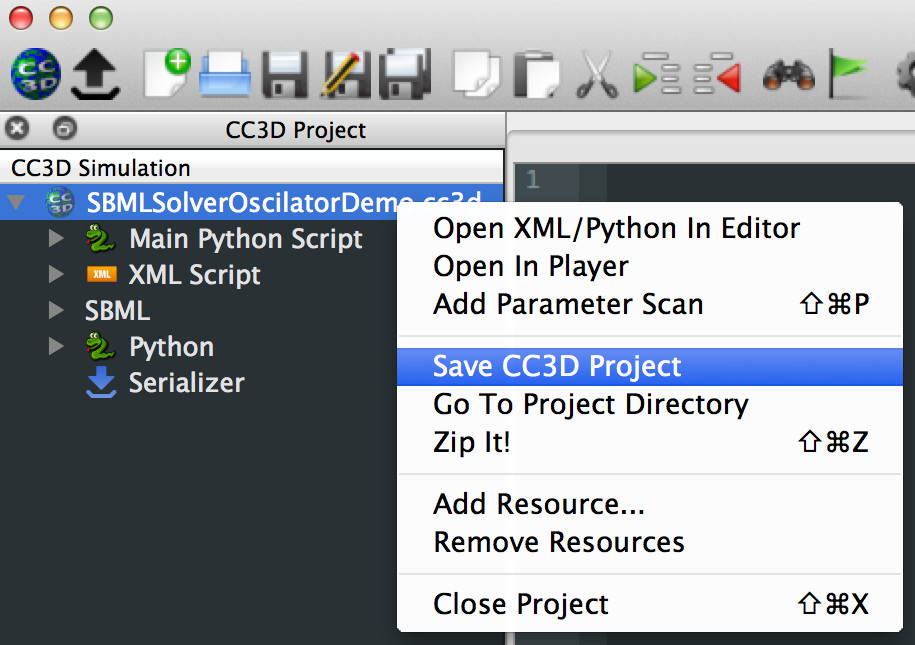 CC3D
CC3D Project
CC3D Simulation
1
CC3D
SBMLSolverOscilatorDemo.cc3d
Main Python Script
XML
XML Script
SBML
Python
Serializer
Open XML/Python In Editor
Open In Player
Add Parameter Scan ⇧⌘P
Save CC3D Project
Go To Project Directory
Zip It! ⇧⌘Z
Add Resource...
Remove Resources
Close Project ⇧⌘X